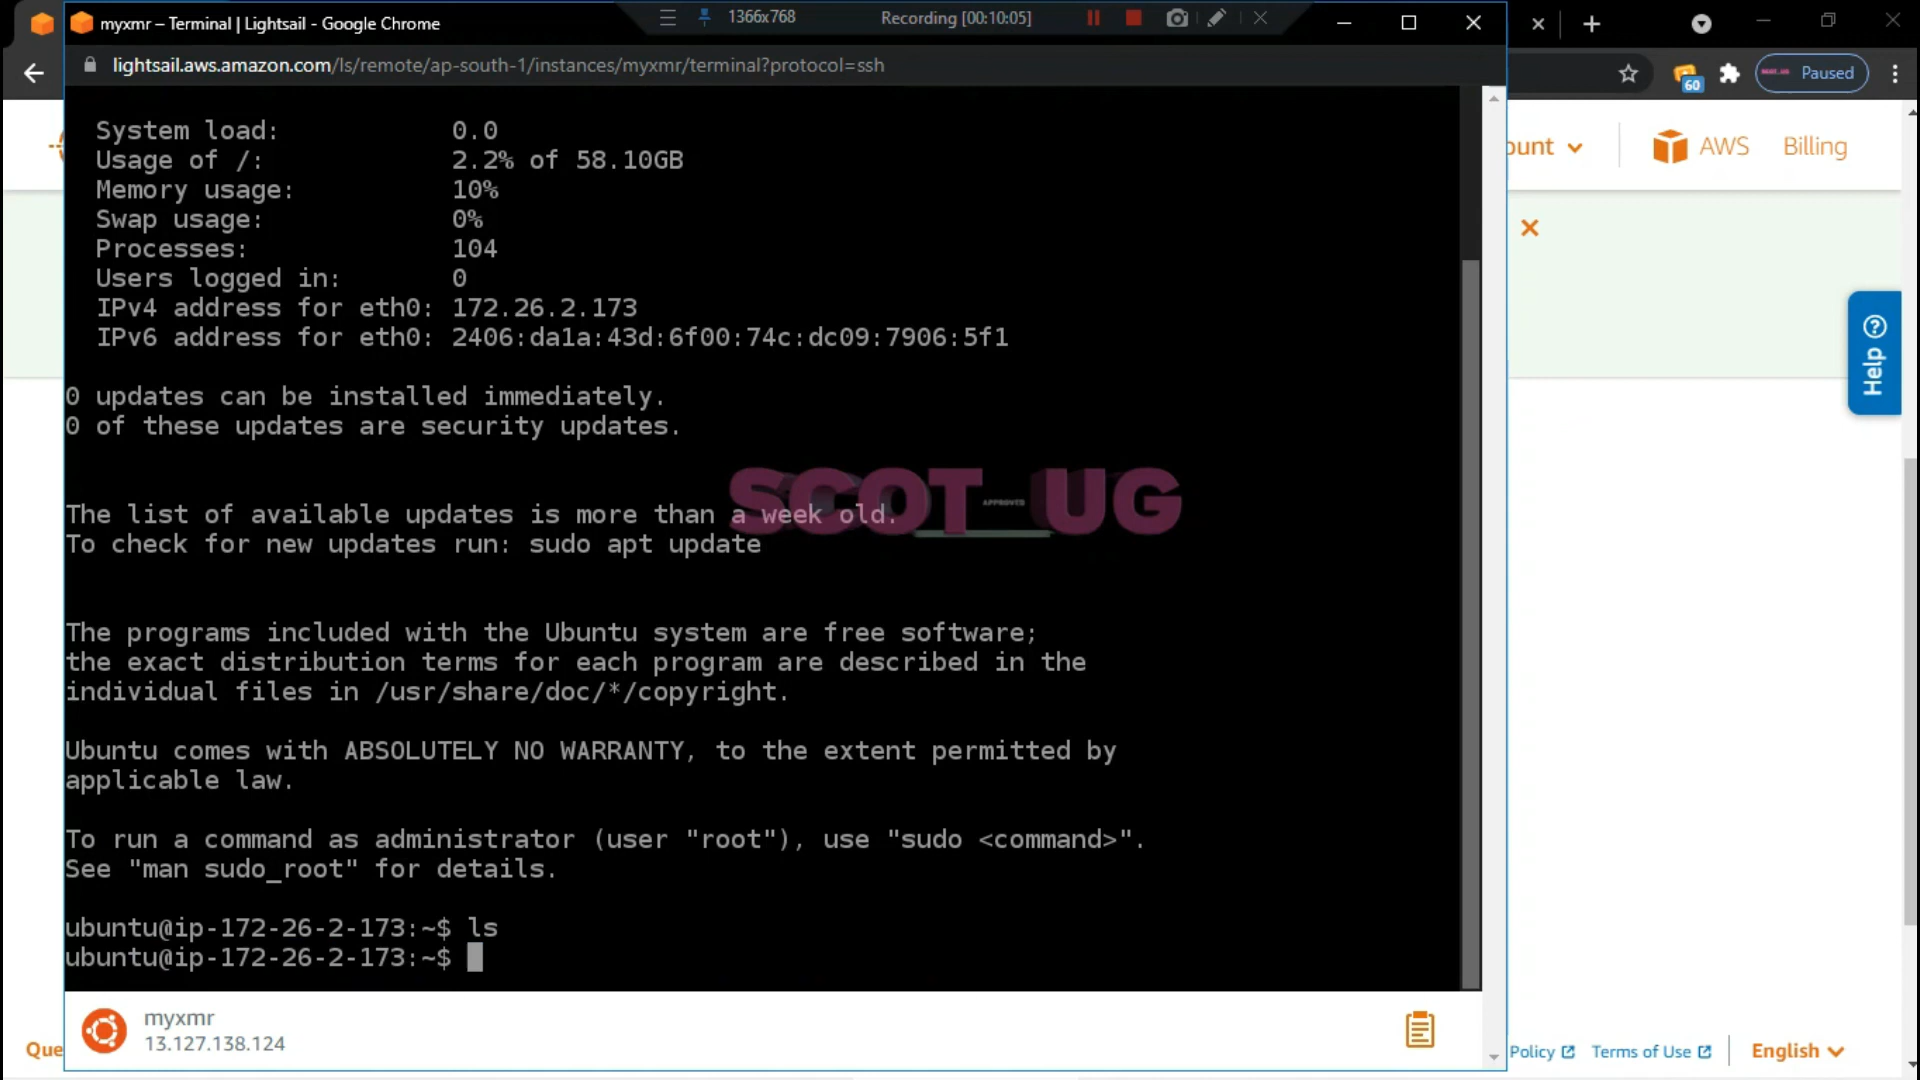 myxmr – Terminal | Lightsail - Google Chrome
1366x768
Recording [00:10:05]
lightsail.aws.amazon.com/ls/remote/ap-south-1/instances/myxmr/terminal?protocol=ssh
60
Paused
ount
AWS
Billing
System load: 0.0
Usage of /: 2.2% of 58.10GB
Memory usage: 10%
Swap usage: 0%
Processes: 104
Users logged in: 0
IPv4 address for eth0: 172.26.2.173
IPv6 address for eth0: 2406:da1a:43d:6f00:74c:dc09:7906:5f1
Help
0 updates can be installed immediately.
0 of these updates are security updates.
SCOT UG
APPROVED
The list of available updates is more than a week old.
To check for new updates run: sudo apt update
The programs included with the Ubuntu system are free software;
the exact distribution terms for each program are described in the
individual files in /usr/share/doc/*/copyright.
Ubuntu comes with ABSOLUTELY NO WARRANTY, to the extent permitted by
applicable law.
To run a command as administrator (user "root"), use "sudo <command>".
See "man sudo_root" for details.
ubuntu@ip-172-26-2-173:~$ ls
ubuntu@ip-172-26-2-173:~$
myxmr
13.127.138.124
Que
Policy
Terms of Use
English